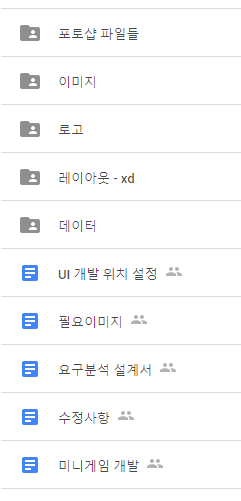 포토샵 파일들
이미지
로고
레이아웃 - xd
데이터
UI 개발 위치 설정
필요이미지
요구분석 설계서
수정사항
미니게임 개발